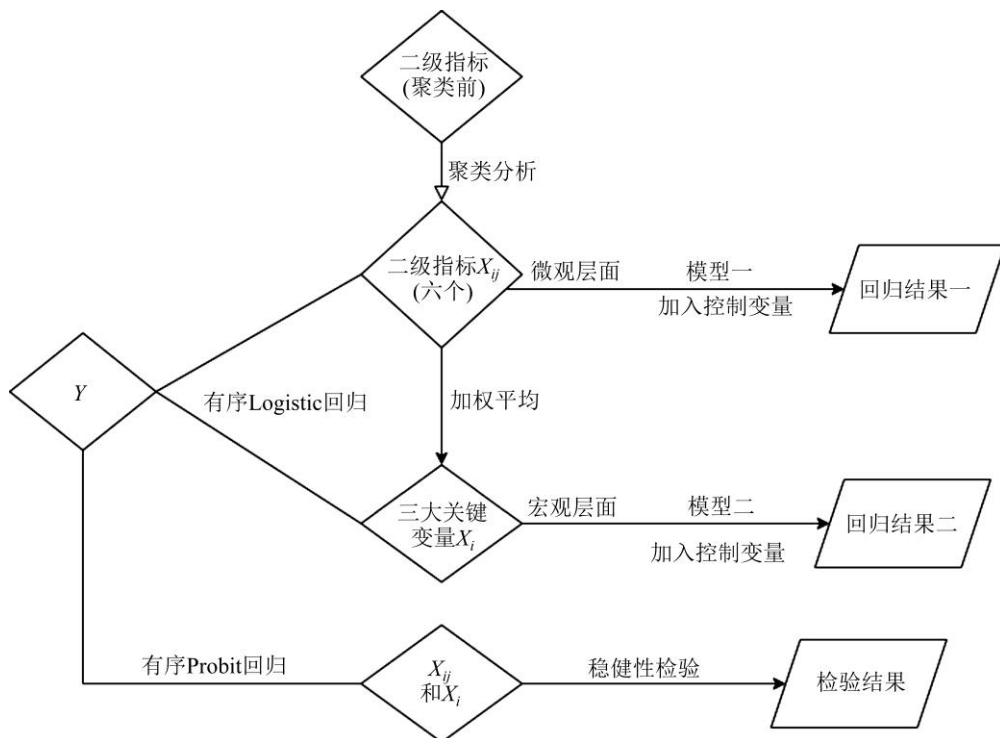 二级指标
(聚类前)
聚类分析
二级指标Xij
(六个)
微观层面
模型一
加入控制变量
回归结果一
Y
有序Logistic回归
加权平均
三大关键
变量Xi
宏观层面
模型二
加入控制变量
回归结果二
有序Probit回归
Xij
和Xi
稳健性检验
检验结果